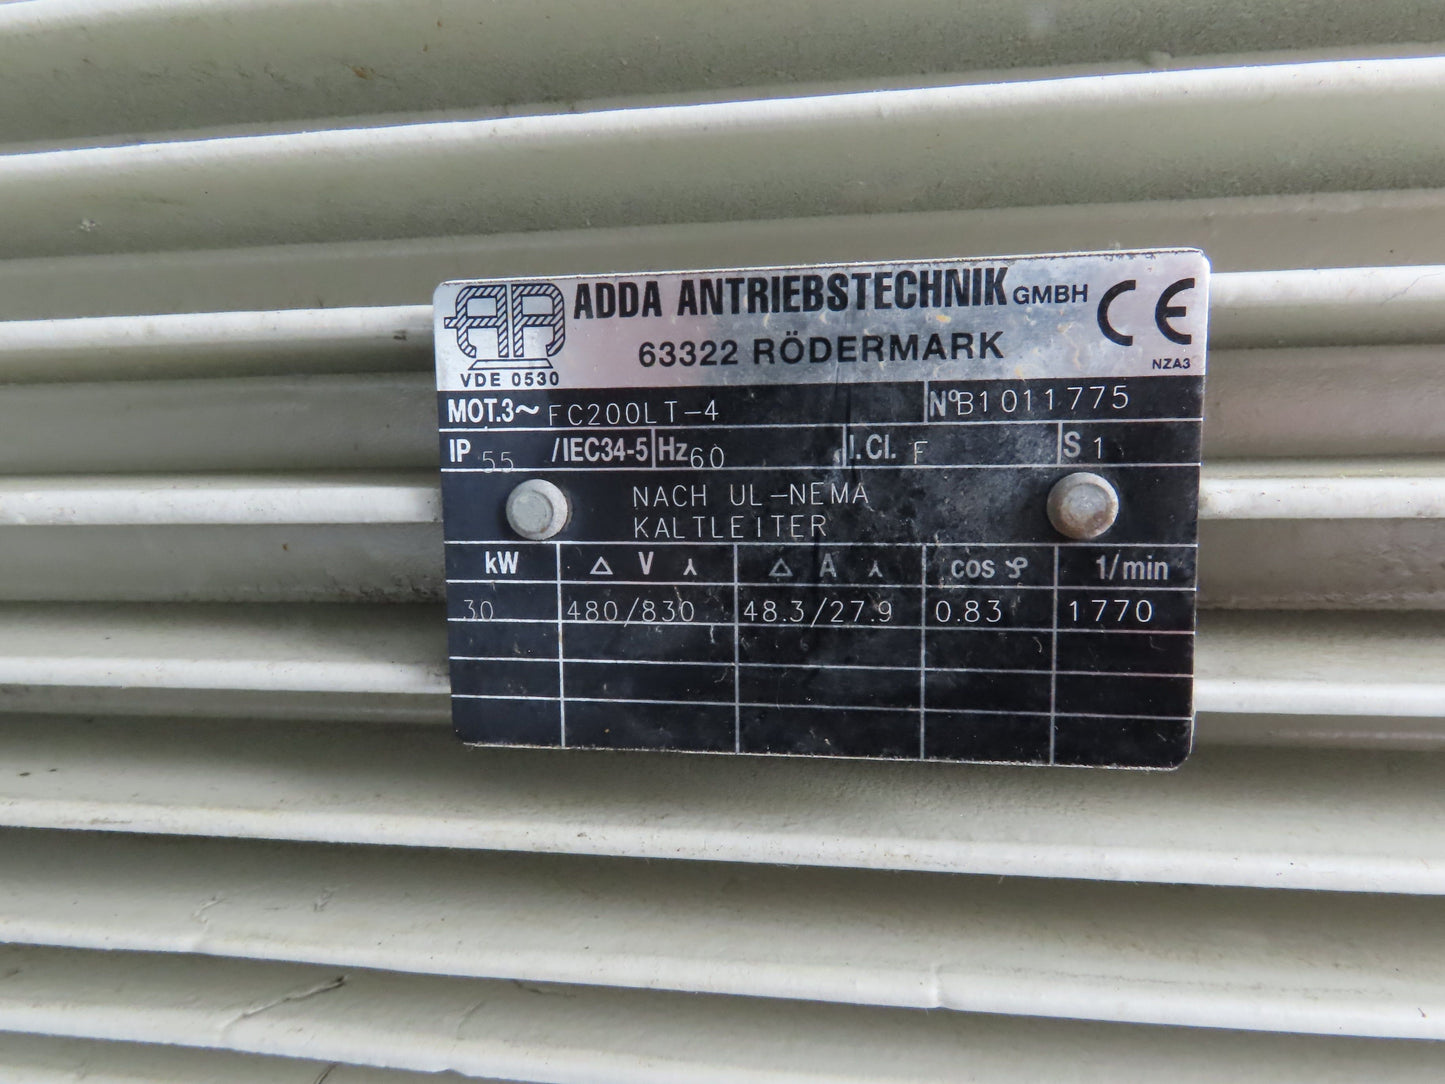 ADDA ANTRIEBSTECHNIK GMBH CE
63322 RÖDERMARK
VDE 0530 NZA3
MOT.3~ FC200LT-4 Nº B1011775
IP 55 /IEC34-5 Hz 60 I.Cl. F S 1
NACH UL-NEMA
KALTLEITER
kW △ V ⅄ △ A ⅄ cos φ 1/min
30 480/830 48.3/27.9 0.83 1770